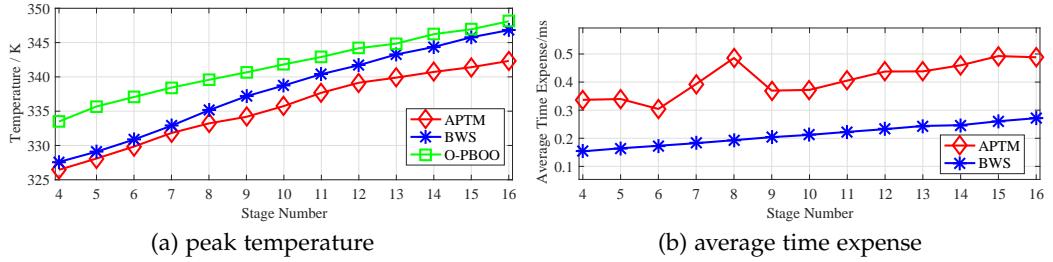 350
345
340
335
330
325
Temperature / K
APTM
BWS
O-PBOO
4 5 6 7 8 9 10 11 12 13 14 15 16
Stage Number
(a) peak temperature
0.5
0.4
0.3
0.2
0.1
Average Time Expense/ms
APTM
BWS
4 5 6 7 8 9 10 11 12 13 14 15 16
Stage Number
(b) average time expense